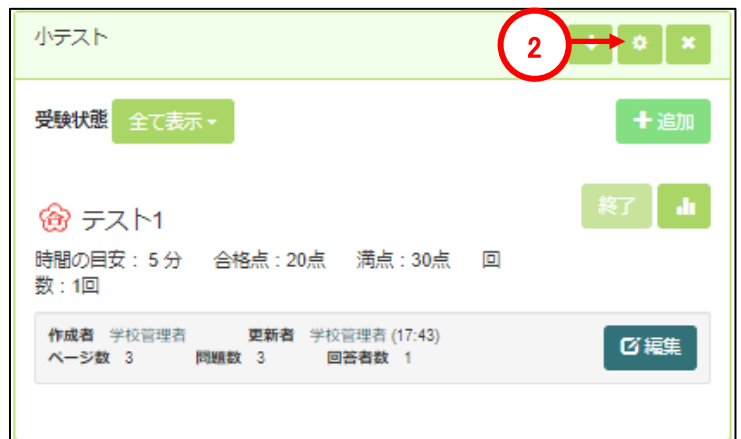 小テスト
2
受験状態 全て表示
追加
合 テスト1
終了
時間の目安： 5 分 合格点：20点 満点：30点 回
数：1回
作成者 学校管理者 更新者 学校管理者 (17:43)
ページ数 3 問題数 3 回答者数 1
編集